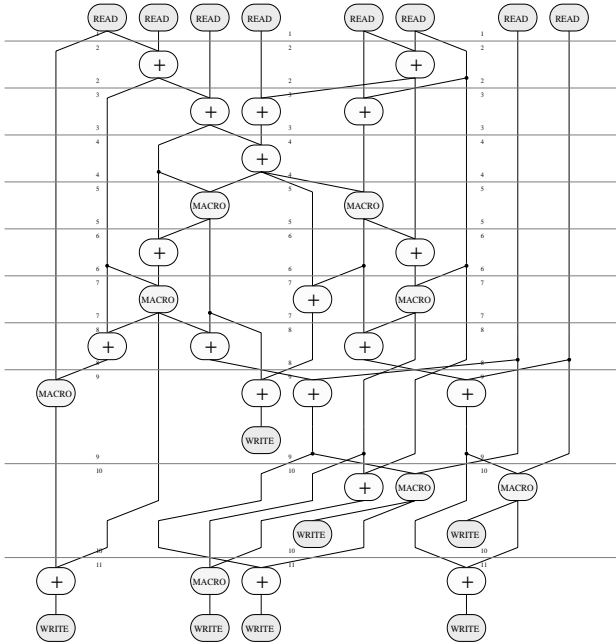 READ READ READ READ READ READ READ READ
1 1
2 2 2
+ +
2 2 2
3 3 3
+ + +
3 3 3
4 4 4
+
4 4 4
5 5 5
MACRO MACRO
5 5 5
6 6 6
+ +
6 6 6
7 7 7
MACRO + MACRO
7 7 7
8 8 8
+ + +
8 8 8
9 9 9
MACRO + + +
WRITE
9 9 9
10 10 10
+ MACRO MACRO
WRITE WRITE
10 10 10
11 11 11
+ MACRO + +
WRITE WRITE WRITE WRITE